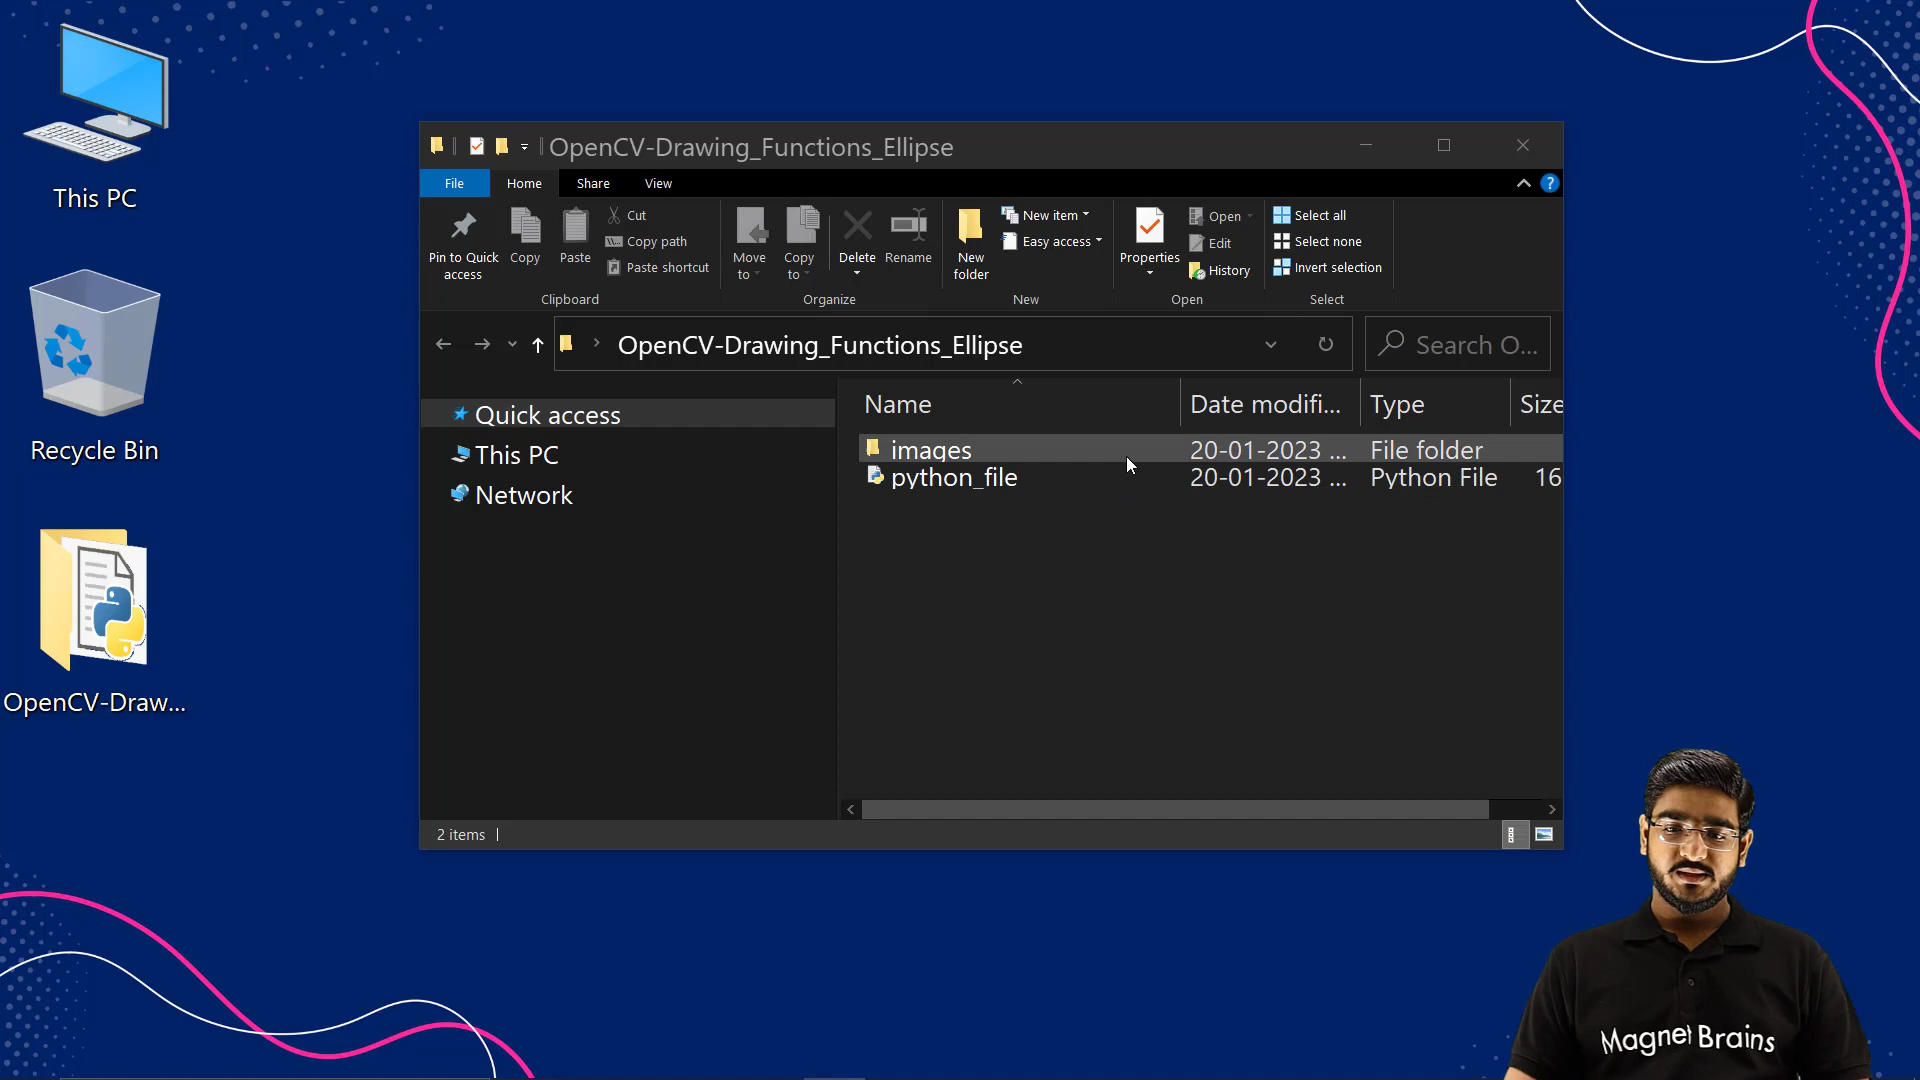 This PC
Recycle Bin
OpenCV-Draw...
OpenCV-Drawing_Functions_Ellipse
File Home Share View
Pin to Quick access
Copy
Paste
Cut
Copy path
Paste shortcut
Clipboard
Move to
Copy to
Delete
Rename
Organize
New folder
New item
Easy access
New
Properties
Open
Edit
History
Open
Select all
Select none
Invert selection
Select
OpenCV-Drawing_Functions_Ellipse
Search O...
Quick access
This PC
Network
Name Date modifi... Type Size
images 20-01-2023 ... File folder
python_file 20-01-2023 ... Python File 16
2 items
Magnet Brains